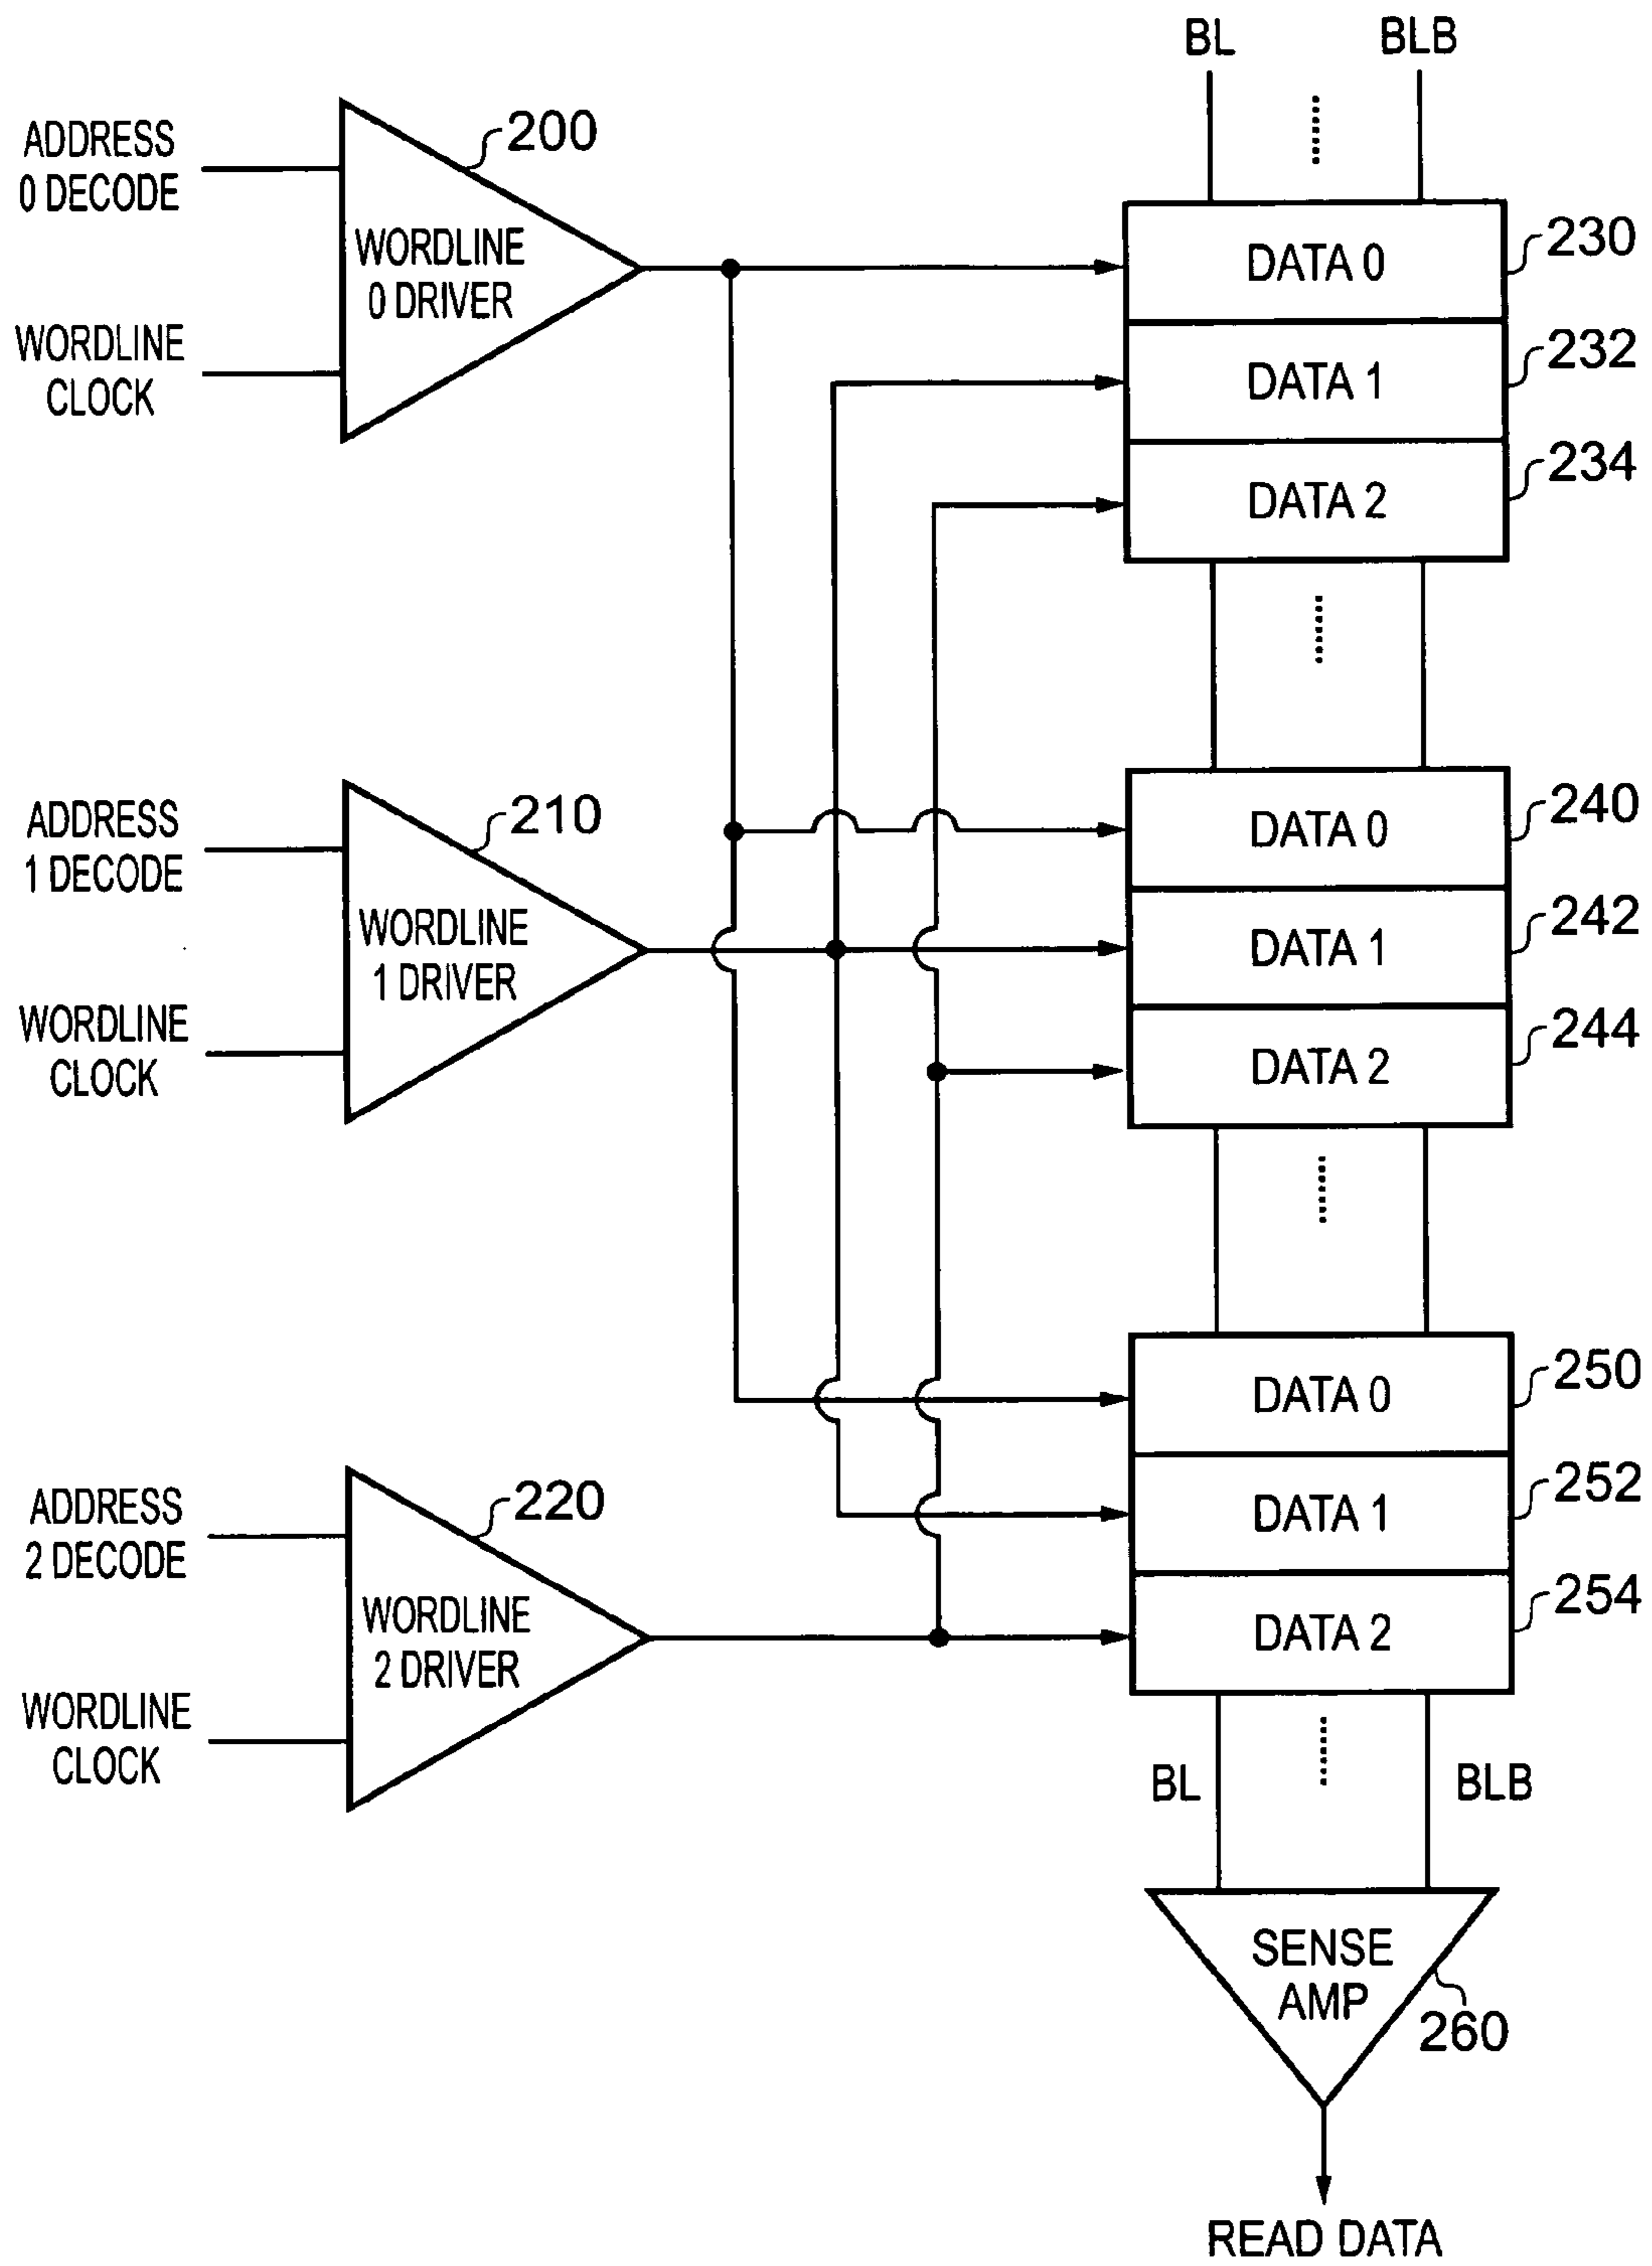 BL BLB
ADDRESS
0 DECODE
200
WORDLINE
0 DRIVER
WORDLINE
CLOCK
DATA 0
230
DATA 1
232
DATA 2
234
ADDRESS
1 DECODE
210
WORDLINE
1 DRIVER
WORDLINE
CLOCK
DATA 0
240
DATA 1
242
DATA 2
244
ADDRESS
2 DECODE
220
WORDLINE
2 DRIVER
WORDLINE
CLOCK
DATA 0
250
DATA 1
252
DATA 2
254
BL BLB
SENSE
AMP
260
READ DATA